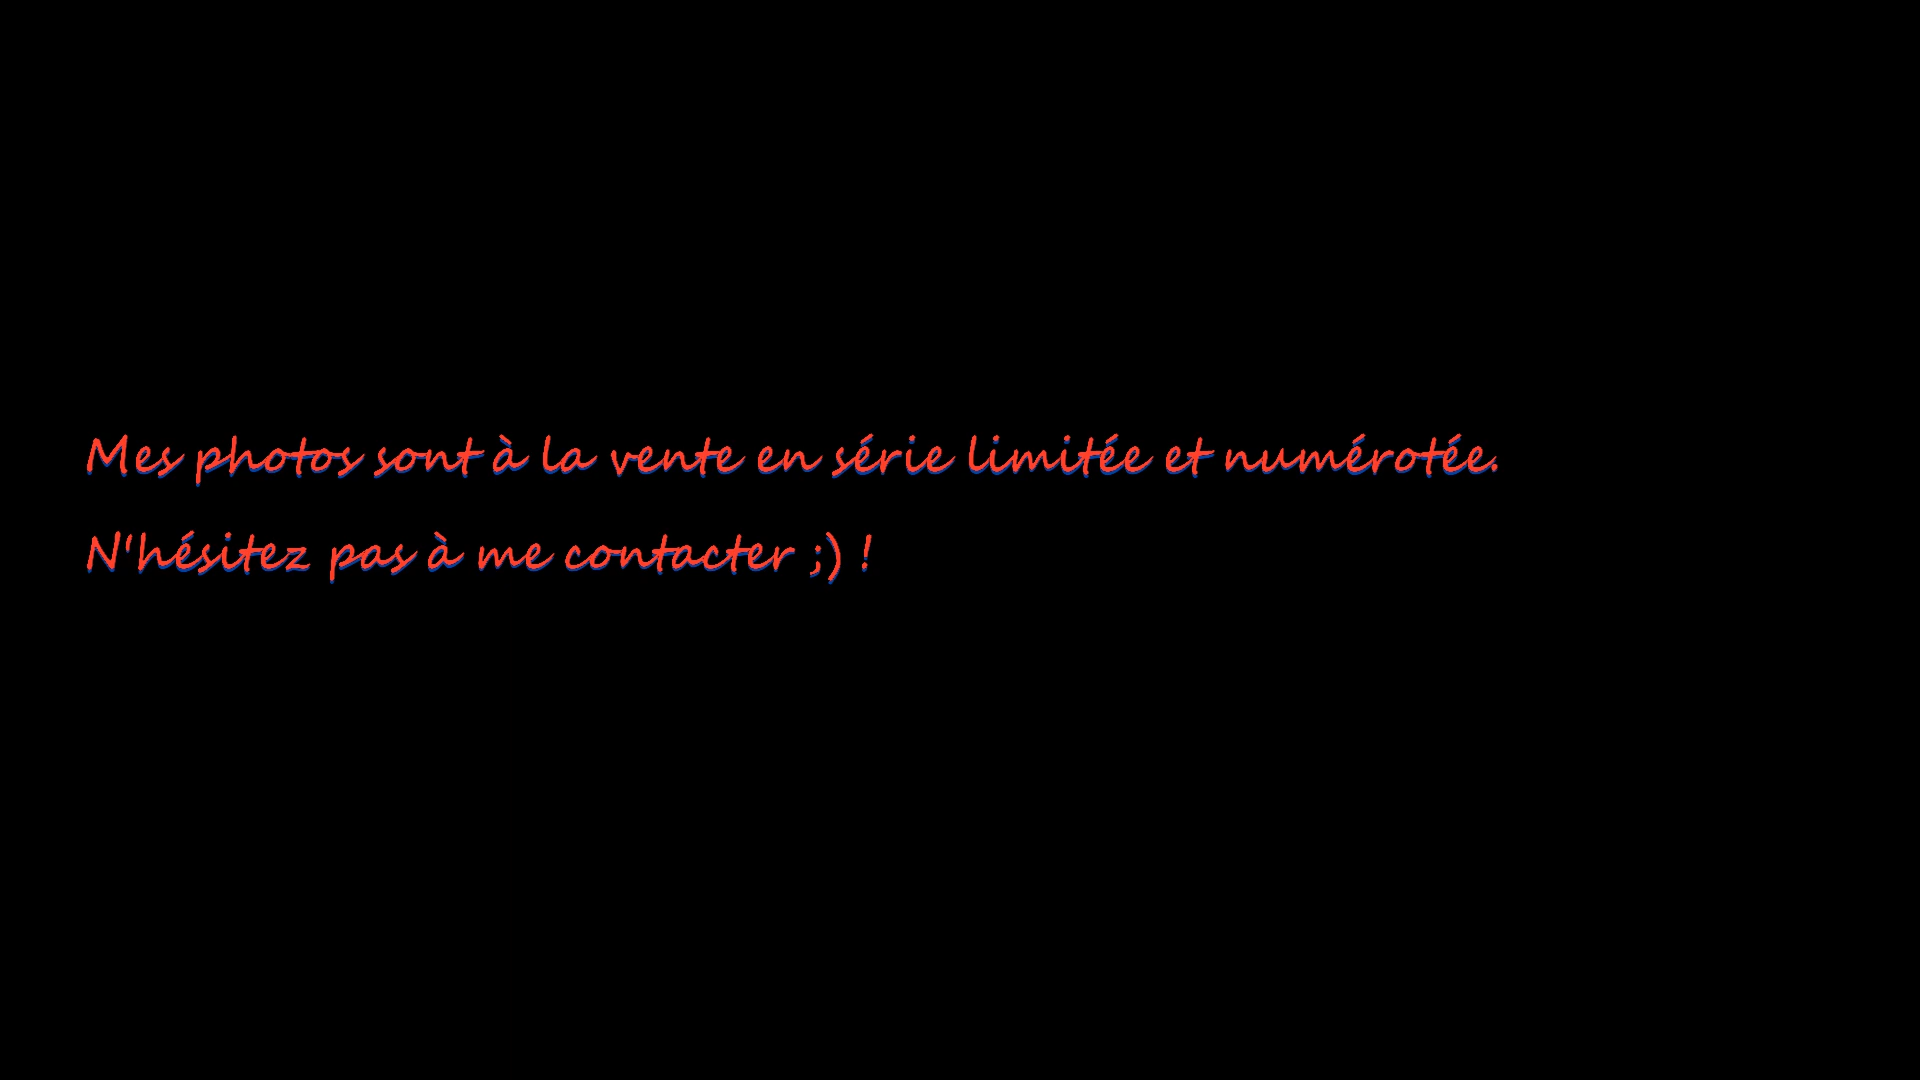 Mes photos sont à la vente en série limitée et numérotée.
N'hésitez pas à me contacter ;) !